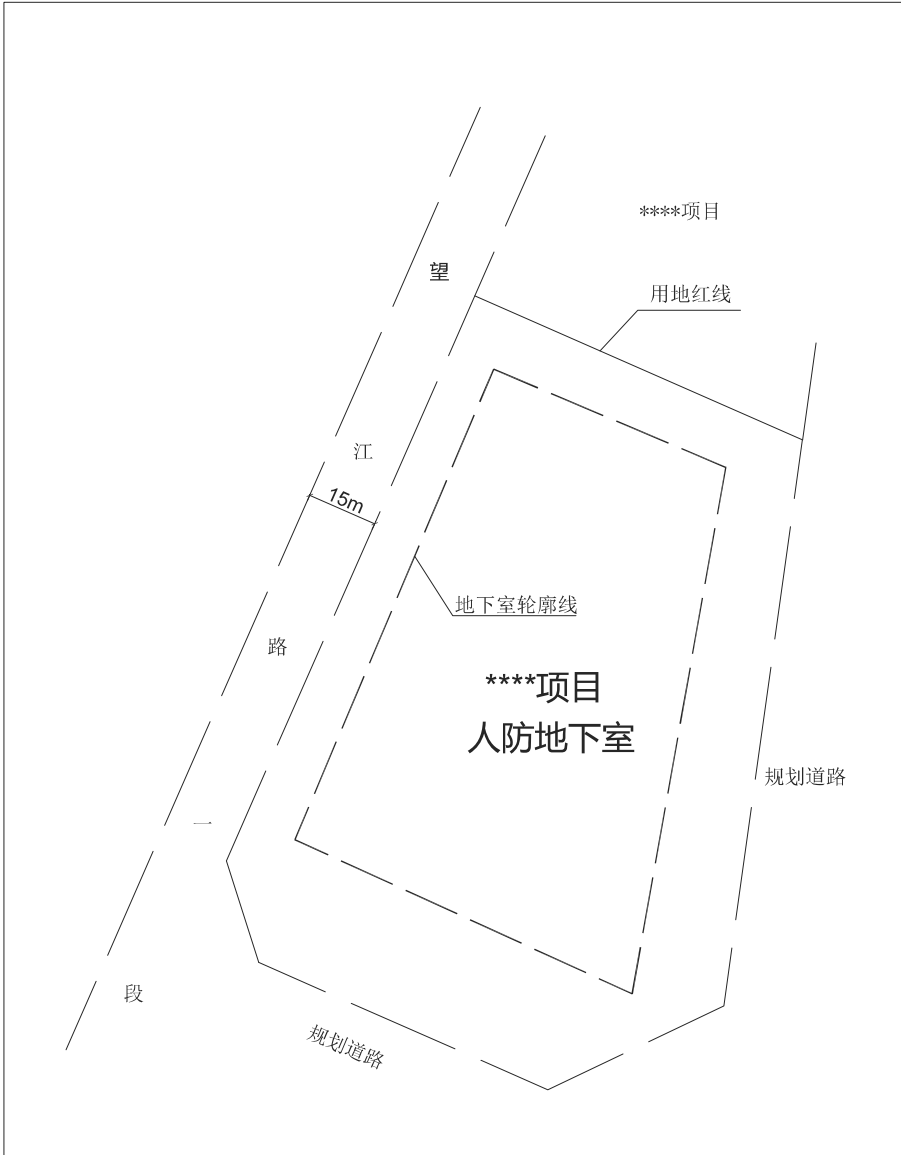 ****项目
用地红线
望
江
路
一
段
15m
地下室轮廓线
****项目
人防地下室
规划道路
规划道路